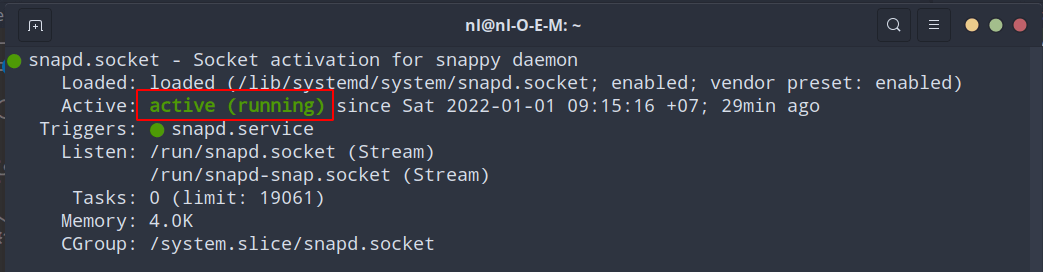 nl@nl-O-E-M: ~
● snapd.socket - Socket activation for snappy daemon
Loaded: loaded (/lib/systemd/system/snapd.socket; enabled; vendor preset: enabled)
Active: active (running) since Sat 2022-01-01 09:15:16 +07; 29min ago
Triggers: ● snapd.service
Listen: /run/snapd.socket (Stream)
/run/snapd-snap.socket (Stream)
Tasks: 0 (limit: 19061)
Memory: 4.0K
CGroup: /system.slice/snapd.socket